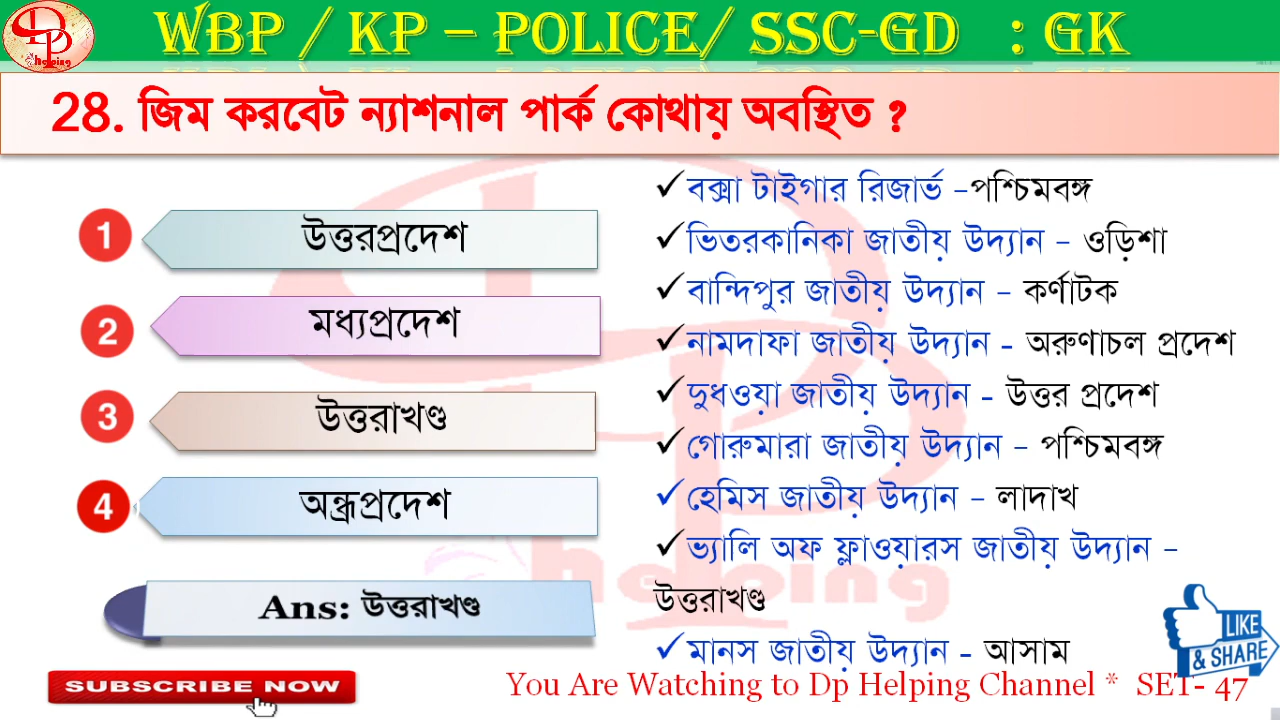 WBP / KP – POLICE/ SSC-GD : GK
DP
helping
28. জিম করবেট ন্যাশনাল পার্ক কোথায় অবস্থিত ?
1 উত্তরপ্রদেশ
2 মধ্যপ্রদেশ
3 উত্তরাখণ্ড
4 অন্ধ্রপ্রদেশ
Ans: উত্তরাখণ্ড
✓ বক্সা টাইগার রিজার্ভ –পশ্চিমবঙ্গ
✓ ভিতরকানিকা জাতীয় উদ্যান – ওড়িশা
✓ বান্দিপুর জাতীয় উদ্যান – কর্ণাটক
✓ নামদাফা জাতীয় উদ্যান - অরুণাচল প্রদেশ
✓ দুধওয়া জাতীয় উদ্যান - উত্তর প্রদেশ
✓ গোরুমারা জাতীয় উদ্যান – পশ্চিমবঙ্গ
✓ হেমিস জাতীয় উদ্যান – লাদাখ
✓ ভ্যালি অফ ফ্লাওয়ারস জাতীয় উদ্যান –
উত্তরাখণ্ড
✓ মানস জাতীয় উদ্যান - আসাম
helping
LIKE
& SHARE
SUBSCRIBE NOW
You Are Watching to Dp Helping Channel * SET- 47